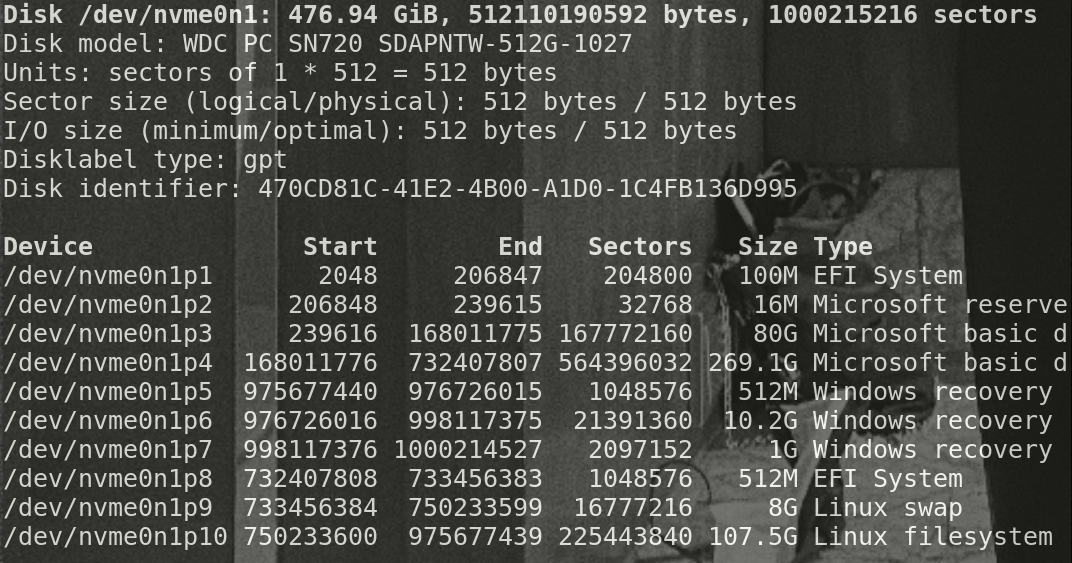 Disk /dev/nvme0n1: 476.94 GiB, 512110190592 bytes, 1000215216 sectors
Disk model: WDC PC SN720 SDAPNTW-512G-1027
Units: sectors of 1 * 512 = 512 bytes
Sector size (logical/physical): 512 bytes / 512 bytes
I/O size (minimum/optimal): 512 bytes / 512 bytes
Disklabel type: gpt
Disk identifier: 470CD81C-41E2-4B00-A1D0-1C4FB136D995
Device Start End Sectors Size Type
/dev/nvme0n1p1 2048 206847 204800 100M EFI System
/dev/nvme0n1p2 206848 239615 32768 16M Microsoft reserve
/dev/nvme0n1p3 239616 168011775 167772160 80G Microsoft basic d
/dev/nvme0n1p4 168011776 732407807 564396032 269.1G Microsoft basic d
/dev/nvme0n1p5 975677440 976726015 1048576 512M Windows recovery
/dev/nvme0n1p6 976726016 998117375 21391360 10.2G Windows recovery
/dev/nvme0n1p7 998117376 1000214527 2097152 1G Windows recovery
/dev/nvme0n1p8 732407808 733456383 1048576 512M EFI System
/dev/nvme0n1p9 733456384 750233599 16777216 8G Linux swap
/dev/nvme0n1p10 750233600 975677439 225443840 107.5G Linux filesystem